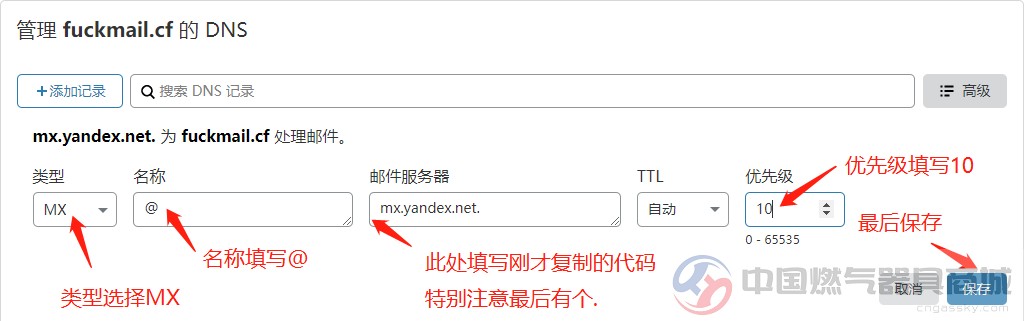 管理 fuckmail.cf 的 DNS
+添加记录
搜索 DNS 记录
高级
mx.yandex.net. 为 fuckmail.cf 处理邮件。
类型
名称
邮件服务器
TTL
优先级
优先级填写10
MX
@
mx.yandex.net.
自动
10
0 - 65535
最后保存
名称填写@
此处填写刚才复制的代码
类型选择MX
特别注意最后有个.
中国燃气器具商城
取消
保存
cngassky.com